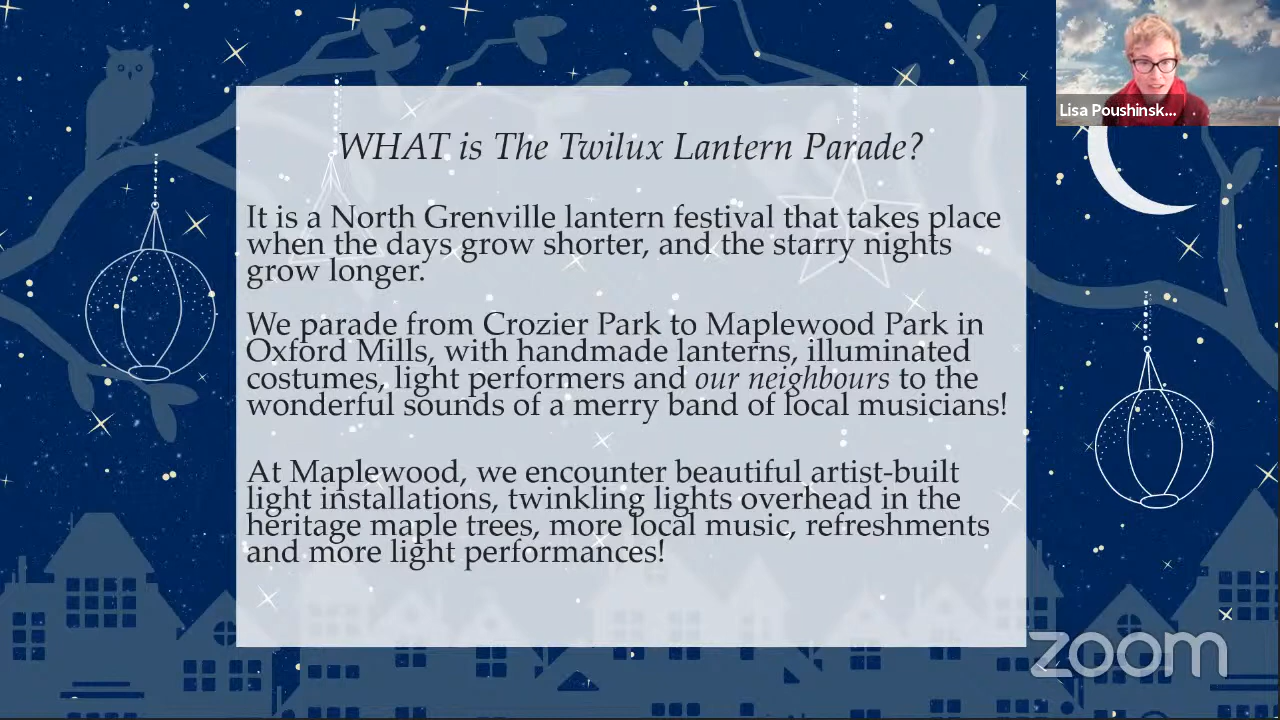 WHAT is The Twilux Lantern Parade?
It is a North Grenville lantern festival that takes place
when the days grow shorter, and the starry nights
grow longer.
We parade from Crozier Park to Maplewood Park in
Oxford Mills, with handmade lanterns, illuminated
costumes, light performers and our neighbours to the
wonderful sounds of a merry band of local musicians!
At Maplewood, we encounter beautiful artist-built
light installations, twinkling lights overhead in the
heritage maple trees, more local music, refreshments
and more light performances!
Lisa Poushinsk...
zoom